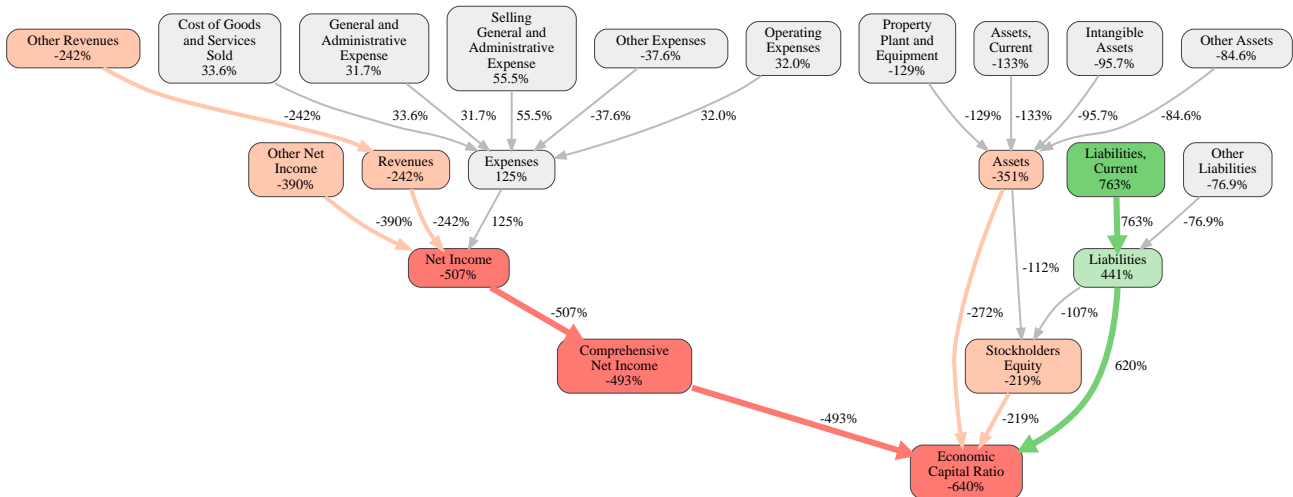 Other Revenues
-242%
Cost of Goods
and Services
Sold
33.6%
General and
Administrative
Expense
31.7%
Selling
General and
Administrative
Expense
55.5%
Other Expenses
-37.6%
Operating
Expenses
32.0%
Property
Plant and
Equipment
-129%
Assets,
Current
-133%
Intangible
Assets
-95.7%
Other Assets
-84.6%
-242%
33.6%
31.7%
55.5%
-37.6%
32.0%
-129%
-133%
-95.7%
-84.6%
Other Net
Income
-390%
Revenues
-242%
Expenses
125%
Assets
-351%
Liabilities,
Current
763%
Other
Liabilities
-76.9%
-390%
-242%
125%
763%
-76.9%
Net Income
-507%
Liabilities
441%
-112%
-507%
-272%
-107%
Comprehensive
Net Income
-493%
Stockholders
Equity
-219%
620%
-493%
-219%
Economic
Capital Ratio
-640%